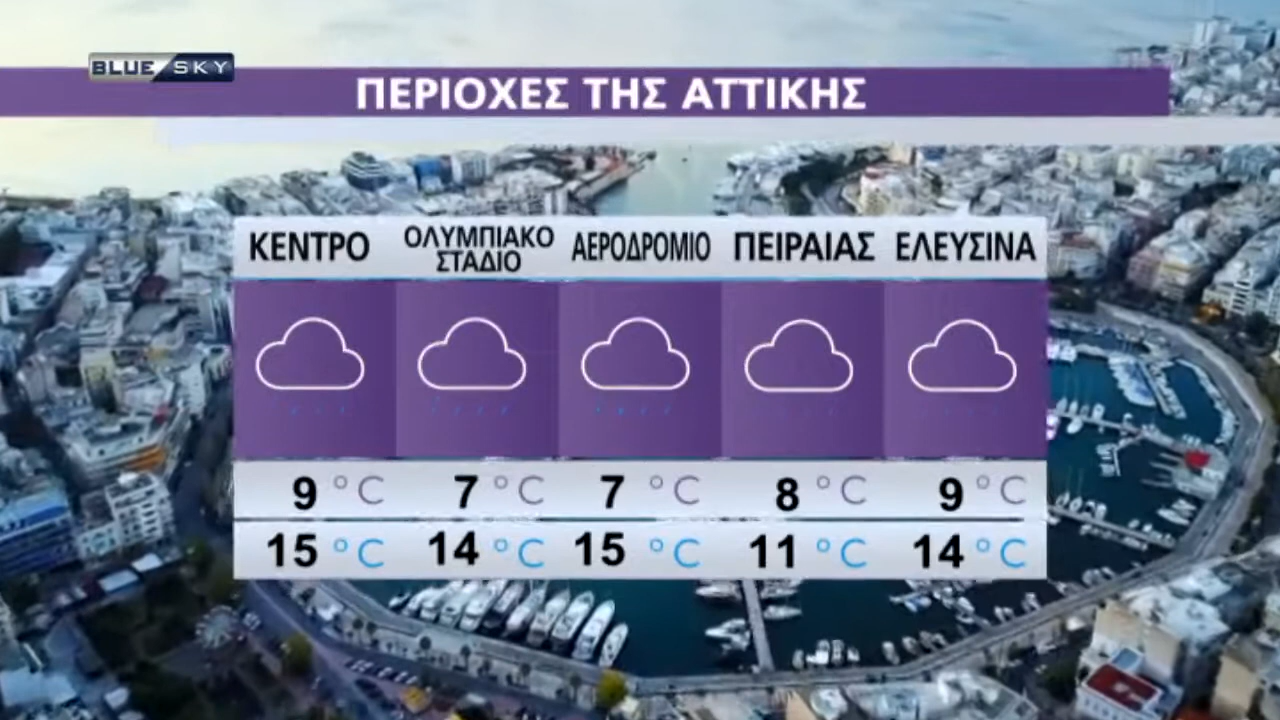 BLUE SKY
ΠΕΡΙΟΧΕΣ ΤΗΣ ΑΤΤΙΚΗΣ
ΚΕΝΤΡΟ ΟΛΥΜΠΙΑΚΟ ΣΤΑΔΙΟ ΑΕΡΟΔΡΟΜΙΟ ΠΕΙΡΑΙΑΣ ΕΛΕΥΣΙΝΑ
9 °C 7 °C 7 °C 8 °C 9 °C
15 °C 14 °C 15 °C 11 °C 14 °C